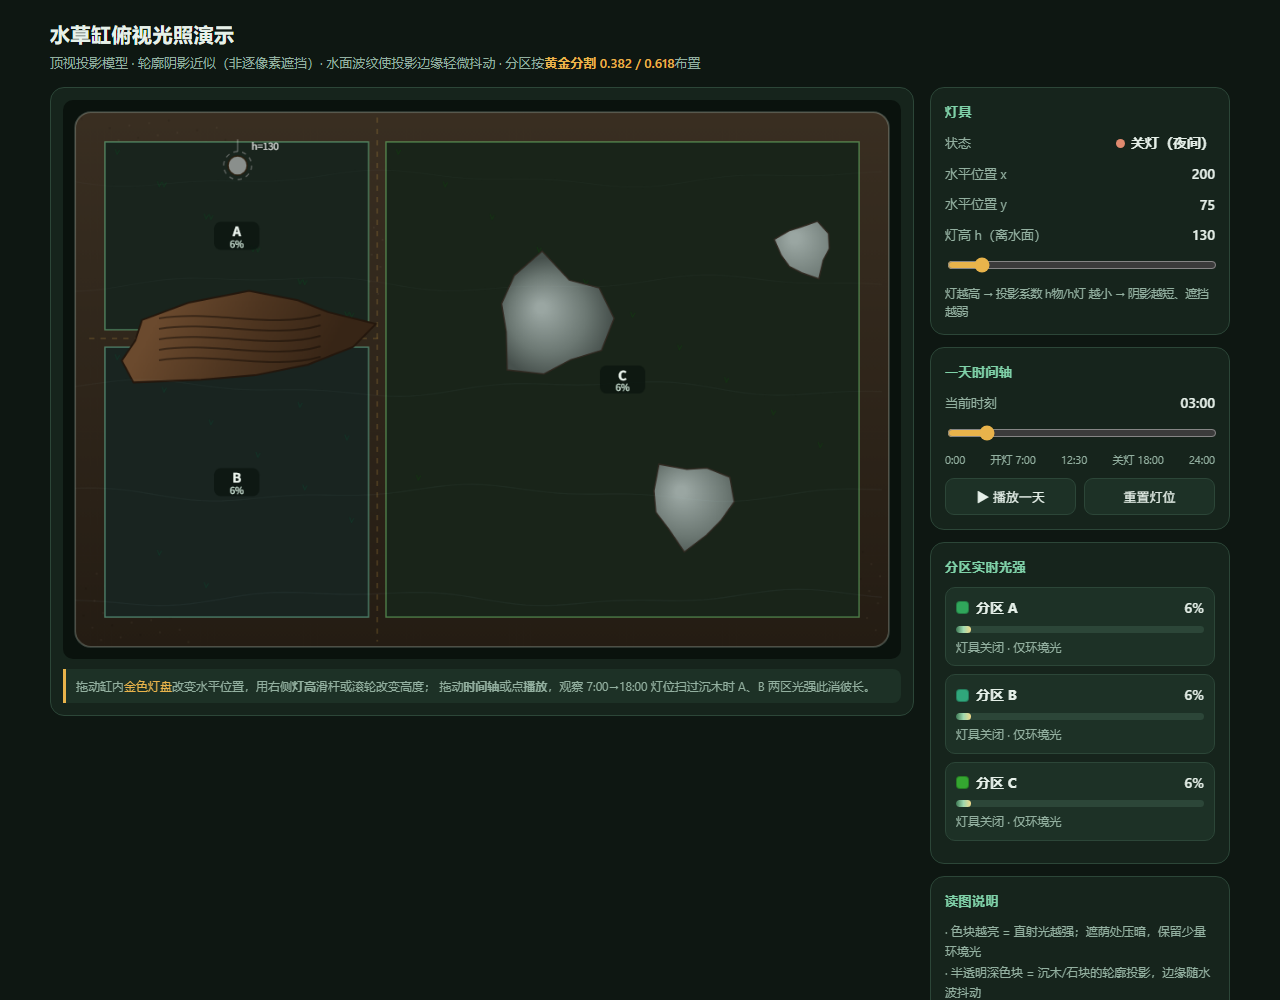 水草缸俯视光照演示
顶视投影模型 · 轮廓阴影近似（非逐像素遮挡）· 水面波纹使投影边缘轻微抖动 · 分区按黄金分割 0.382 / 0.618布置
h=130
A
6%
B
6%
C
6%
拖动缸内金色灯盘改变水平位置，用右侧灯高滑杆或滚轮改变高度； 拖动时间轴或点播放，观察 7:00→18:00 灯位扫过沉木时 A、B 两区光强此消彼长。
灯具
状态 关灯（夜间）
水平位置 x 200
水平位置 y 75
灯高 h（离水面） 130
灯越高 → 投影系数 h物/h灯 越小 → 阴影越短、遮挡
越弱
一天时间轴
当前时刻 03:00
0:00 开灯 7:00 12:30 关灯 18:00 24:00
▶ 播放一天 重置灯位
分区实时光强
分区 A 6%
灯具关闭 · 仅环境光
分区 B 6%
灯具关闭 · 仅环境光
分区 C 6%
灯具关闭 · 仅环境光
读图说明
· 色块越亮 = 直射光越强；遮荫处压暗，保留少量
环境光
· 半透明深色块 = 沉木/石块的轮廓投影，边缘随水
波抖动